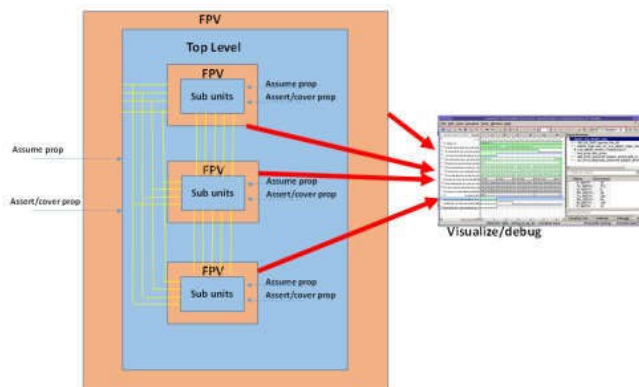 FPV
Top Level
FPV
Sub units
Assume prop
Assert/cover prop
Assume prop
Assert/cover prop
FPV
Sub units
Assume prop
Assert/cover prop
FPV
Sub units
Assume prop
Assert/cover prop
Visualize/debug